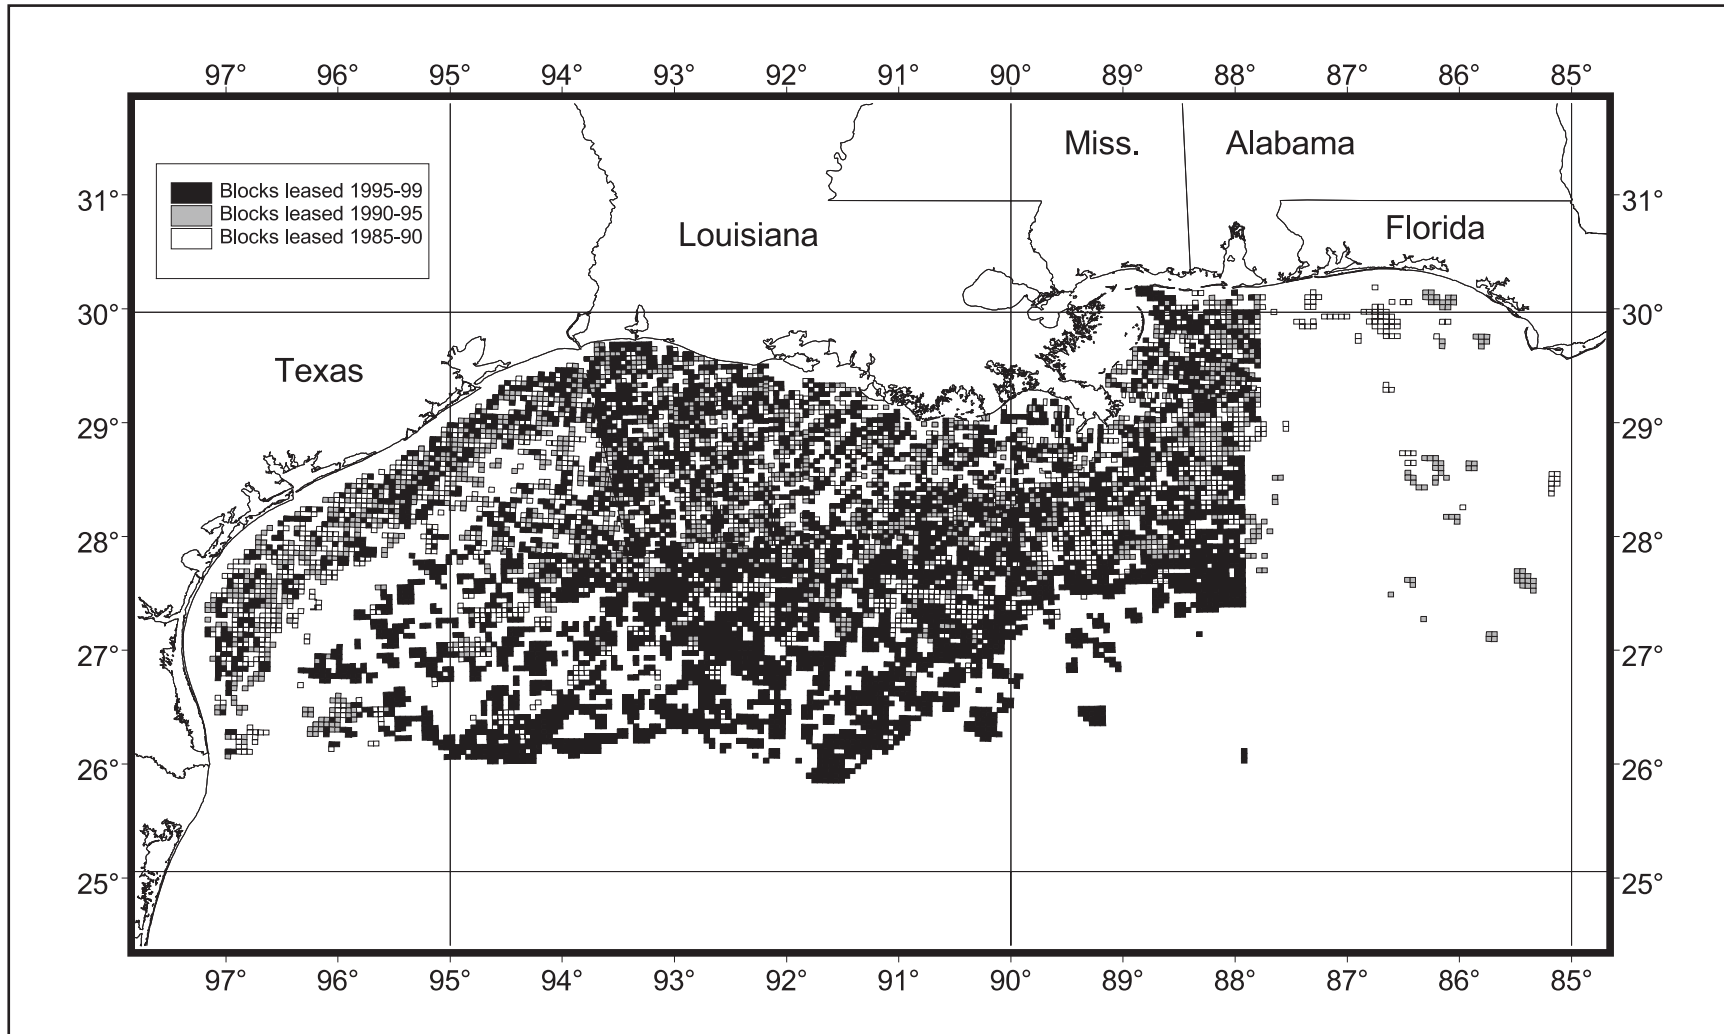 97° 96° 95° 94° 93° 92° 91° 90° 89° 88° 87° 86° 85°
Miss. Alabama
Blocks leased 1995-99
31° 31°
Blocks leased 1990-95
Louisiana Florida
Blocks leased 1985-90
30° 30°
Texas
29° 29°
28° 28°
27° 27°
26° 26°
25° 25°
97° 96° 95° 94° 93° 92° 91° 90° 89° 88° 87° 86° 85°